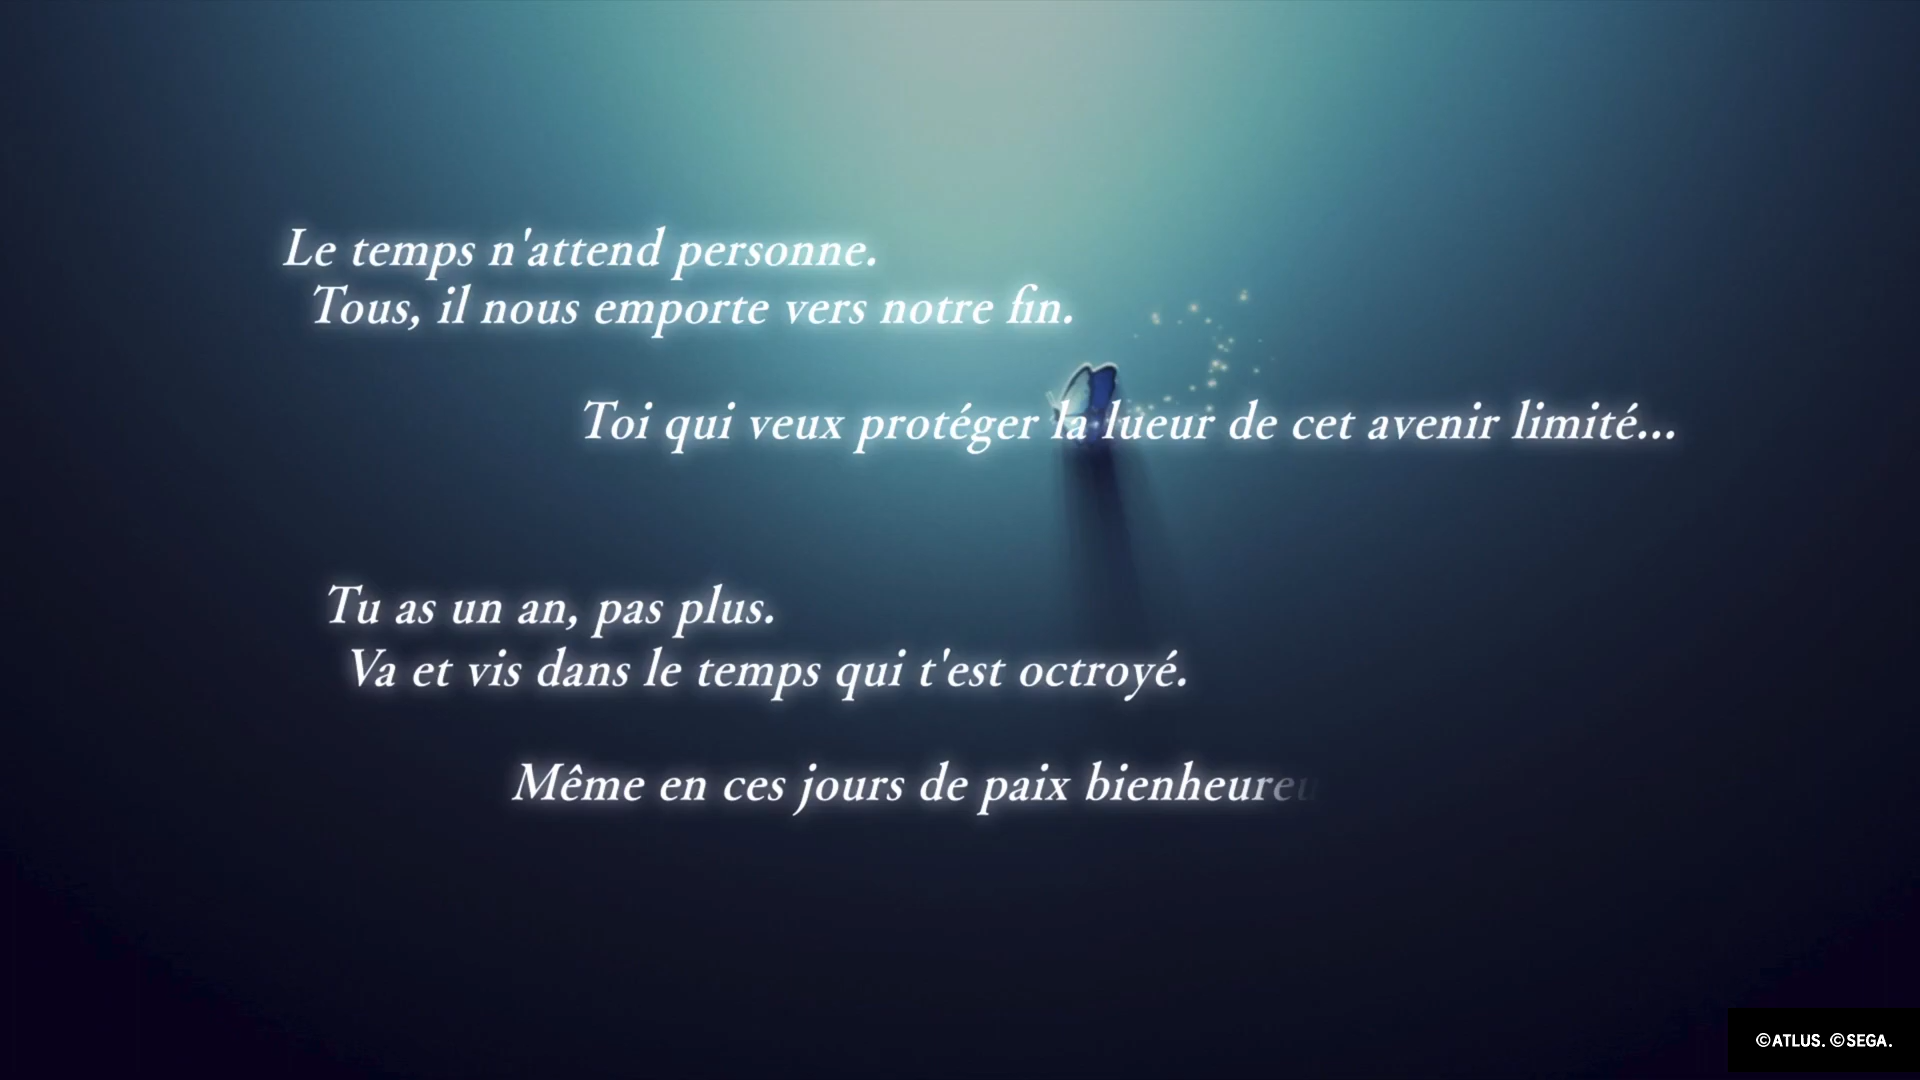 Le temps n'attend personne.
Tous, il nous emporte vers notre fin.
Toi qui veux protéger la lueur de cet avenir limité...
Tu as un an, pas plus.
Va et vis dans le temps qui t'est octroyé.
Même en ces jours de paix bienheureu
©ATLUS. ©SEGA.